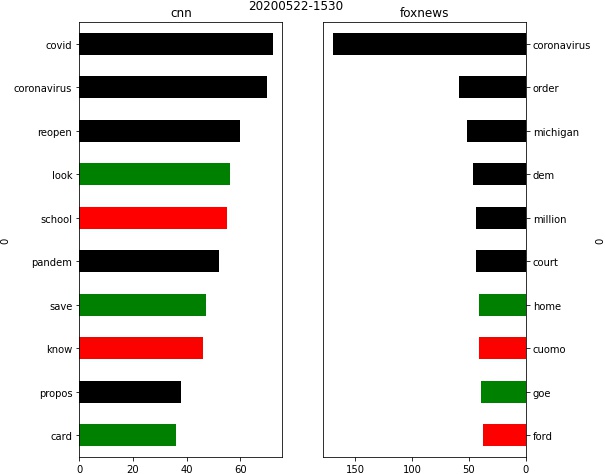 20200522-1530
cnn
foxnews
covid
coronavirus
reopen
look
school
pandem
save
know
propos
card
0
0 20 40 60
coronavirus
order
michigan
dem
million
court
home
cuomo
goe
ford
150 100 50 0
0